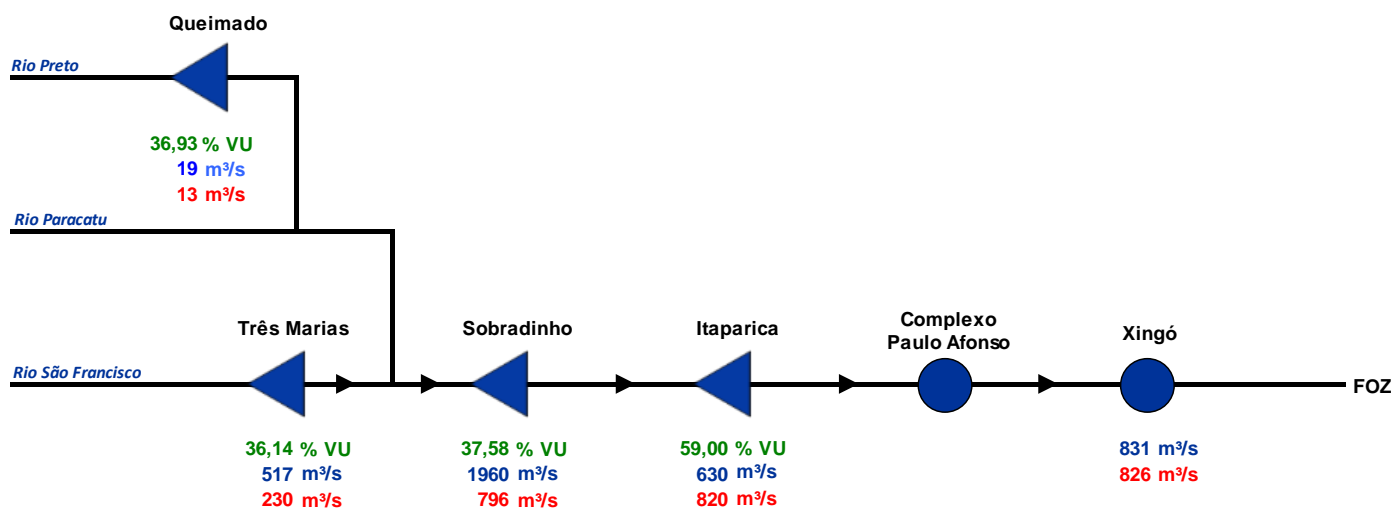 Queimado
Rio Preto
36,93 % VU
19 m³/s
13 m³/s
Rio Paracatu
Três Marias
Sobradinho
Itaparica
Complexo
Paulo Afonso
Xingó
Rio São Francisco
FOZ
36,14 % VU
517 m³/s
230 m³/s
37,58 % VU
1960 m³/s
796 m³/s
59,00 % VU
630 m³/s
820 m³/s
831 m³/s
826 m³/s